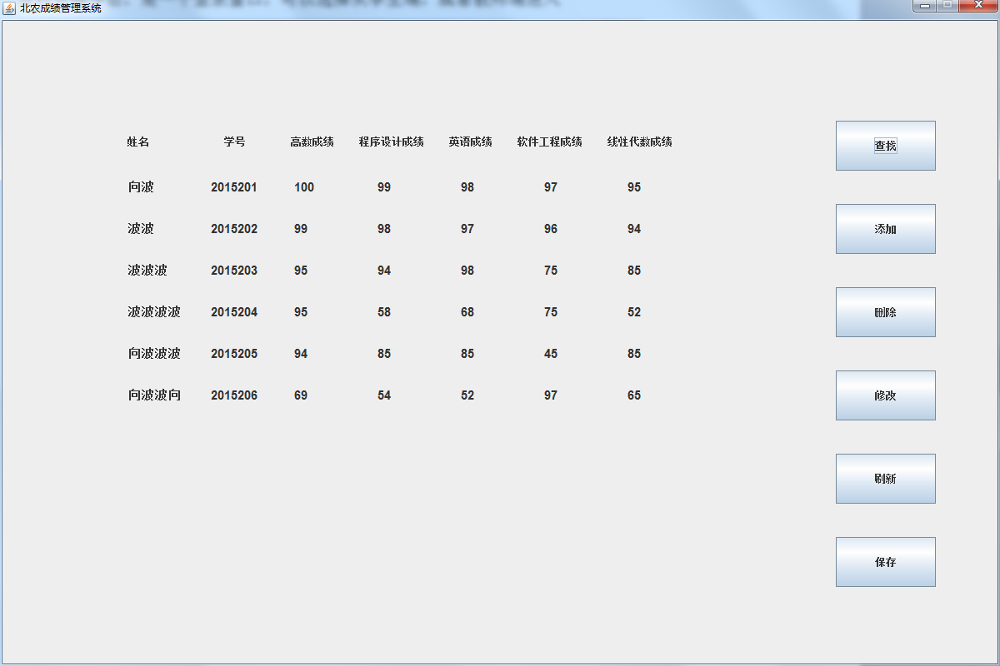 北农成绩管理系统
姓名 学号 高数成绩 程序设计成绩 英语成绩 软件工程成绩 线性代数成绩
向波 2015201 100 99 98 97 95
波波 2015202 99 98 97 96 94
波波波 2015203 95 94 98 75 85
波波波波 2015204 95 58 68 75 52
向波波波 2015205 94 85 85 45 85
向波波向 2015206 69 54 52 97 65
查找
添加
删除
修改
刷新
保存